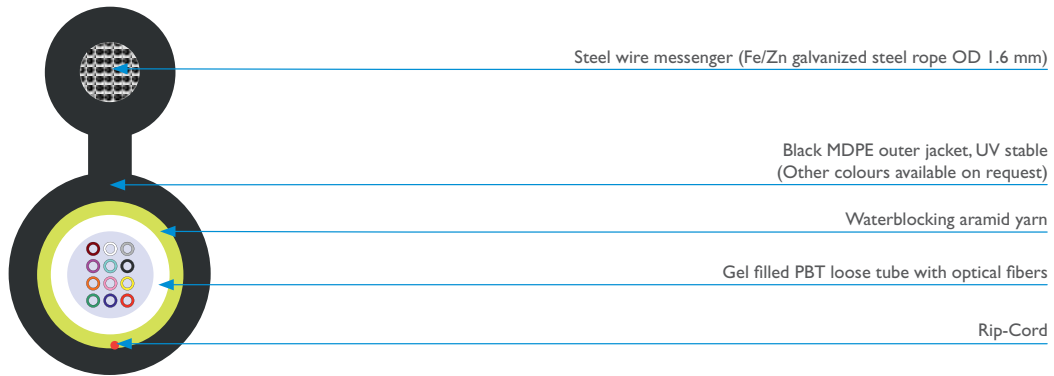 Steel wire messenger (Fe/Zn galvanized steel rope OD 1.6 mm)
Black MDPE outer jacket, UV stable
(Other colours available on request)
Waterblocking aramid yarn
Gel filled PBT loose tube with optical fibers
Rip-Cord